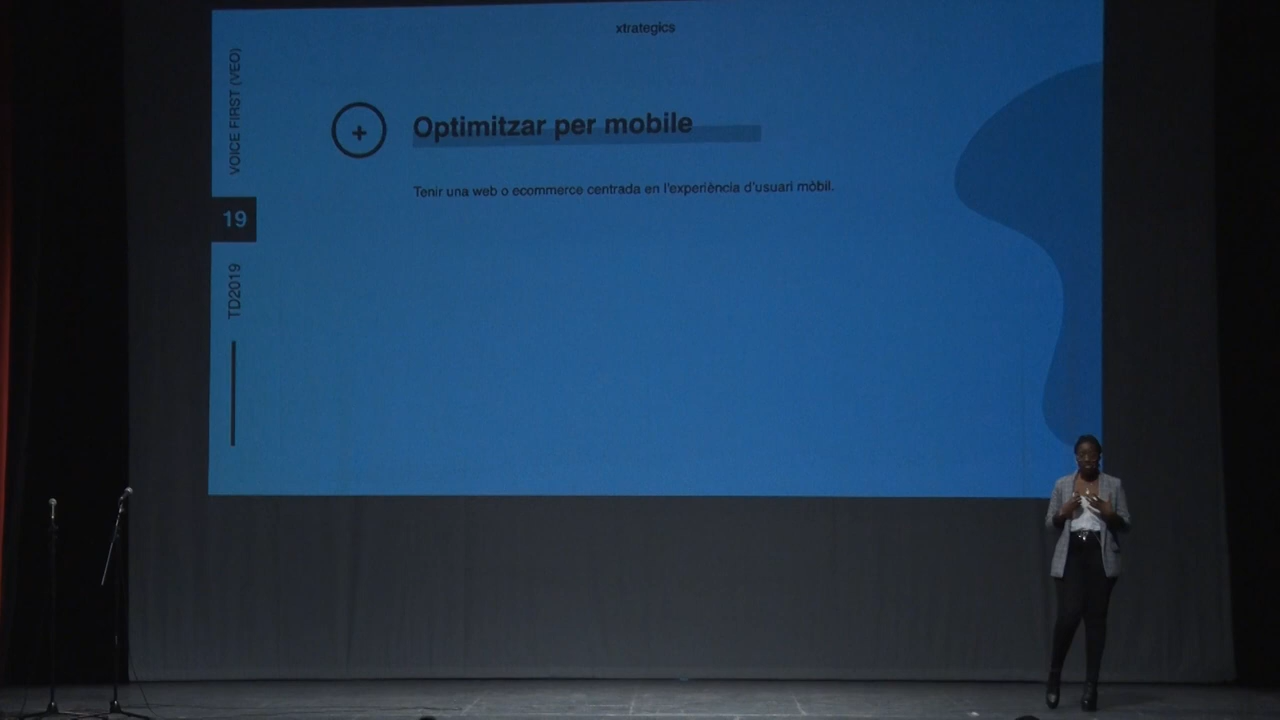 xtrategics
VOICE FIRST (VEO)
19
TD2019
+
Optimitzar per mobile
Tenir una web o ecommerce centrada en l'experiència d'usuari mòbil.